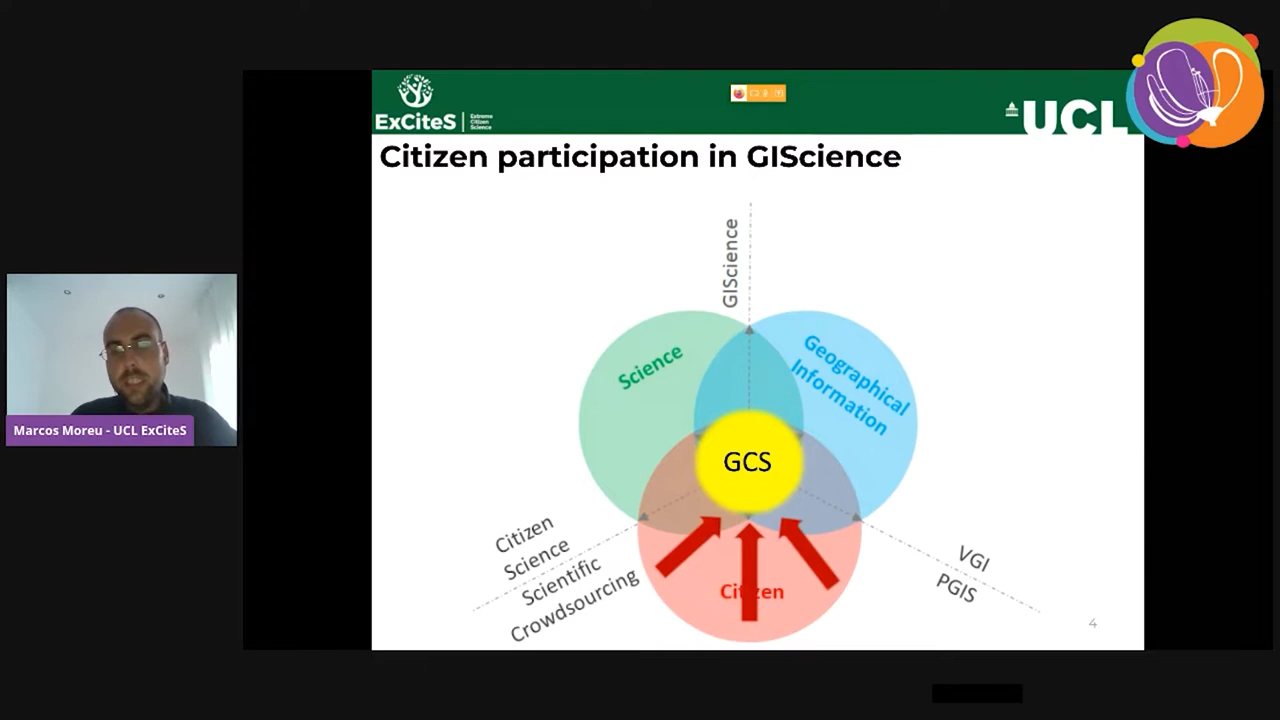 ExCiteS
Extreme
Citizen
Science
UCL
Citizen participation in GIScience
GIScience
Science
Geographical
Information
GCS
Citizen
Science
Scientific
Crowdsourcing
VGI
PGIS
Citizen
4
Marcos Moreu - UCL ExCiteS